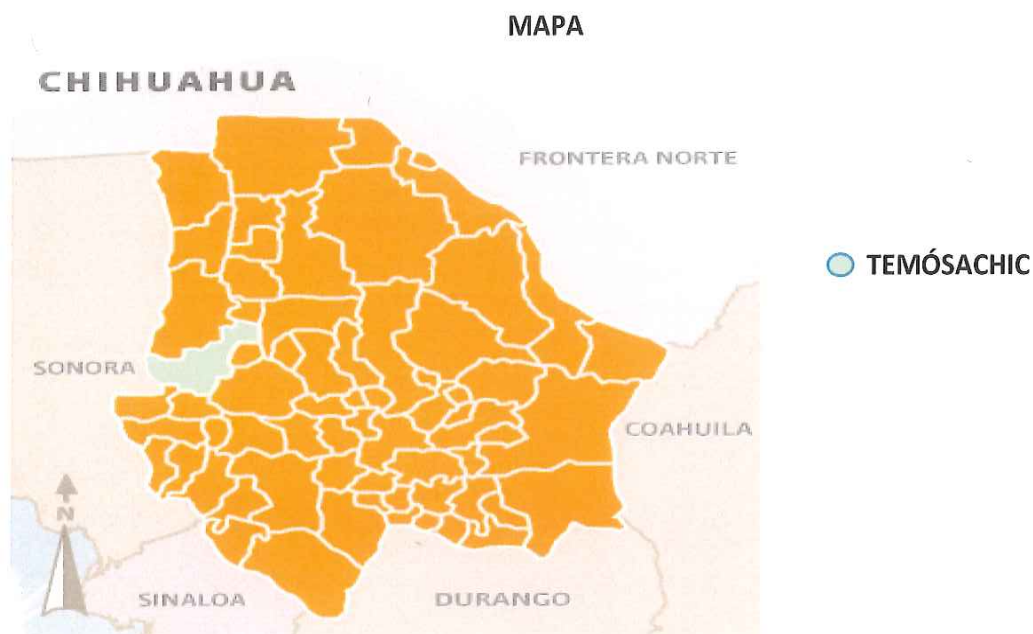 MAPA
CHIHUAHUA
FRONTERA NORTE
TEMÓSACHIC
SONORA
COAHUILA
N
SINALOA
DURANGO